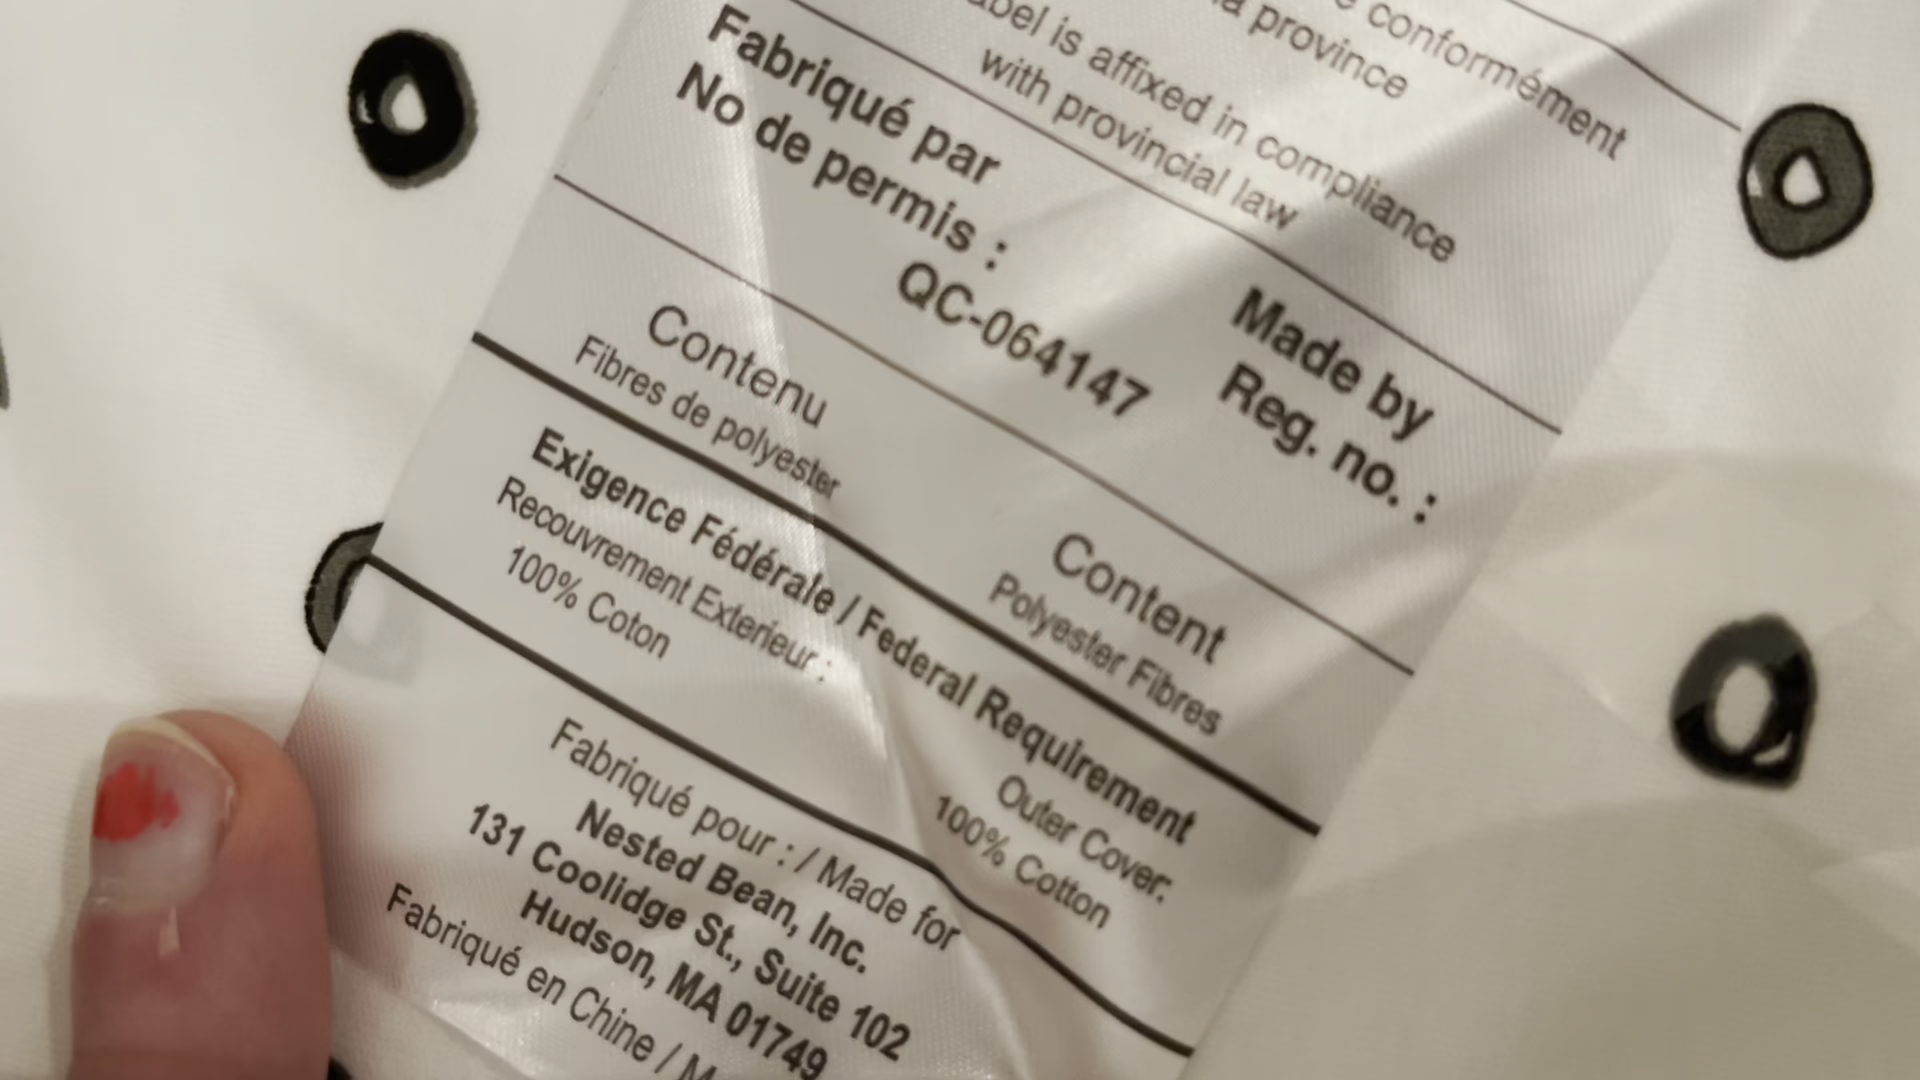 conformément
la province
label is affixed in compliance
with provincial law
Fabriqué par
No de permis :
QC-064147
Made by
Reg. no. :
Contenu
Fibres de polyester
Content
Polyester Fibres
Exigence Fédérale / Federal Requirement
Recouvrement Exterieur :
100% Coton
Outer Cover:
100% Cotton
Fabriqué pour : / Made for
Nested Bean, Inc.
131 Coolidge St., Suite 102
Hudson, MA 01749
Fabriqué en Chine /